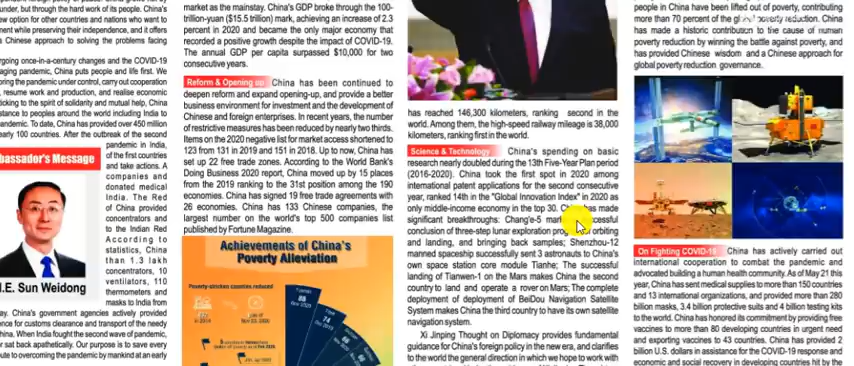 under, but through the hard work of its people. China's
new option for other countries and nations who want to
ment while preserving their independence, and it offers
Chinese approach to solving the problems facing
rgoing once-in-a-century changes and the COVID-19
aging pandemic, China puts people and life first. We
oring the pandemic under control, carry out cooperation
, resume work and production, and realise economic
ticking to the spirit of solidarity and mutual help, China
stance to peoples around the world including India to
andemic. To date, China has provided over 450 million
early 100 countries. After the outbreak of the second
pandemic in India,
of the first countries
and take actions. A
companies and
donated medical
India. The Red
of China provided
concentrators and
to the Indian Red
According to
statistics, China
than 1.3 lakh
concentrators, 10
ventilators, 110
thermometers and
masks to India from
bassador's Message
H.E. Sun Weidong
ay. China's government agencies actively provided
ence for customs clearance and transport of the needy
hina. When India fought the second wave of pandemic,
r sat back apathetically. Our purpose is to save every
oute to overcoming the pandemic by mankind at an early
market as the mainstay. China's GDP broke through the 100-
trillion-yuan ($15.5 trillion) mark, achieving an increase of 2.3
percent in 2020 and became the only major economy that
recorded a positive growth despite the impact of COVID-19.
The annual GDP per capita surpassed $10,000 for two
consecutive years.
Reform & Opening up China has been continued to
deepen reform and expand opening-up, and provide a better
business environment for investment and the development of
Chinese and foreign enterprises. In recent years, the number
of restrictive measures has been reduced by nearly two thirds.
Items on the 2020 negative list for market access shortened to
123 from 131 in 2019 and 151 in 2018. Up to now, China has
set up 22 free trade zones. According to the World Bank's
Doing Business 2020 report, China moved up by 15 places
from the 2019 ranking to the 31st position among the 190
economies. China has signed 19 free trade agreements with
26 economies. China has 133 Chinese companies, the
largest number on the world's top 500 companies list
published by Fortune Magazine.
Achievements of China's
Poverty Alleviation
Poverty-stricken counties reduced
has reached 146,300 kilometers, ranking second in the
world. Among them, the high-speed railway mileage is 38,000
kilometers, ranking first in the world.
Science & Technology China's spending on basic
research nearly doubled during the 13th Five-Year Plan period
(2016-2020). China took the first spot in 2020 among
international patent applications for the second consecutive
year, ranked 14th in the "Global Innovation Index" in 2020 as
only middle-income economy in the top 30. China has made
significant breakthroughs: Chang'e-5 successful
conclusion of three-step lunar exploration orbiting
and landing, and bringing back samples; Shenzhou-12
manned spaceship successfully sent 3 astronauts to China's
own space station core module Tianhe; The successful
landing of Tianwen-1 on the Mars makes China the second
country to land and operate a rover on Mars; The complete
deployment of deployment of BeiDou Navigation Satellite
System makes China the third country to have its own satellite
navigation system.
Xi Jinping Thought on Diplomacy provides fundamental
guidance for China's foreign policy in the new era, and clarifies
to the world the general direction in which we hope to work with
people in China have been lifted out of poverty, contributing
more than 70 percent of the global poverty reduction. China
has made a historic contribution to the cause of human
poverty reduction by winning the battle against poverty, and
has provided Chinese wisdom and a Chinese approach for
global poverty reduction governance.
On Fighting COVID-19 China has actively carried out
international cooperation to combat the pandemic and
advocated building a human health community. As of May 21 this
year, China has sent medical supplies to more than 150 countries
and 13 international organizations, and provided more than 280
billion masks, 3.4 billion protective suits and 4 billion testing kits
to the world. China has honored its commitment by providing free
vaccines to more than 80 developing countries in urgent need
and exporting vaccines to 43 countries. China has provided 2
billion U.S. dollars in assistance for the COVID-19 response and
economic and social recovery in developing countries hit by the